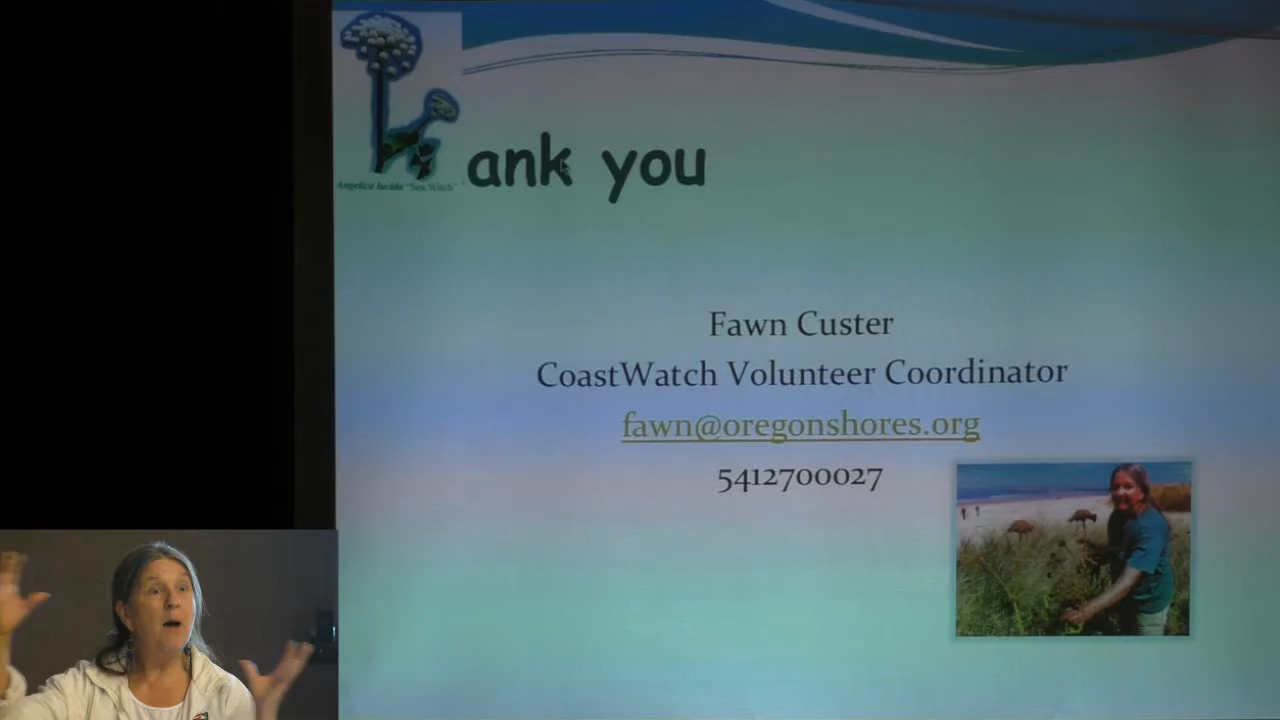 Angelica lucida "Sea Watch"
ank you
Fawn Custer
CoastWatch Volunteer Coordinator
fawn@oregonshores.org
5412700027